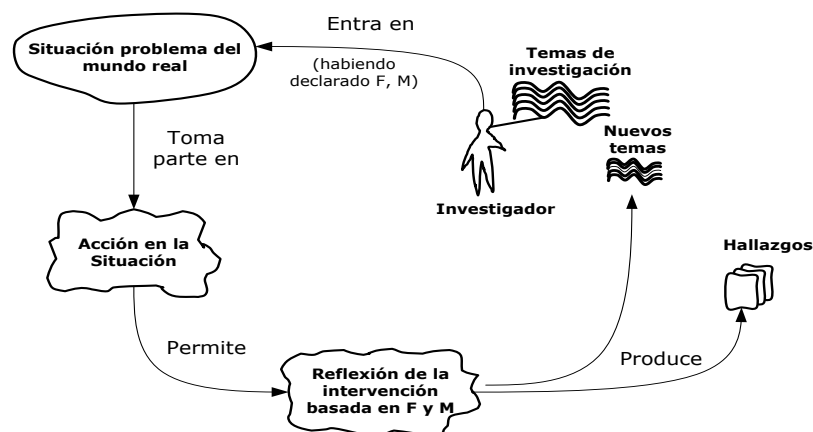 Entra en
Situación problema del
mundo real
(habiendo
declarado F, M)
Temas de
investigación
Toma
parte en
Nuevos
temas
Investigador
Acción en la
Situación
Hallazgos
Permite
Reflexión de la
intervención
basada en F y M
Produce